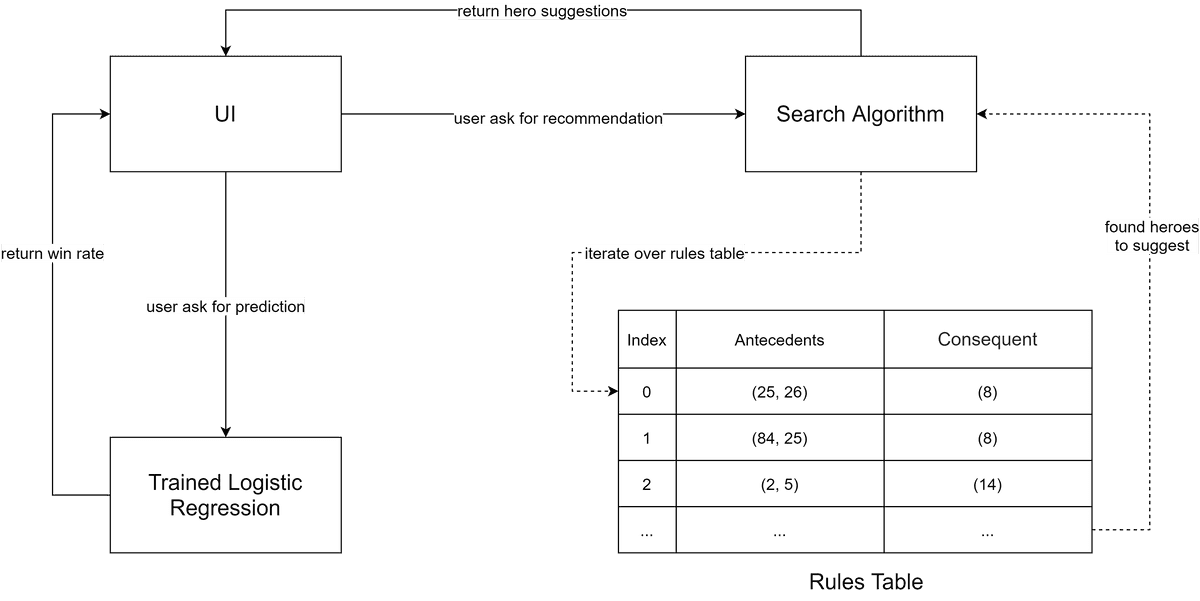 return hero suggestions
UI
user ask for recommendation
Search Algorithm
return win rate
user ask for prediction
iterate over rules table
found heroes
to suggest
Index Antecedents Consequent
0 (25, 26) (8)
1 (84, 25) (8)
2 (2, 5) (14)
... ... ...
Trained Logistic
Regression
Rules Table